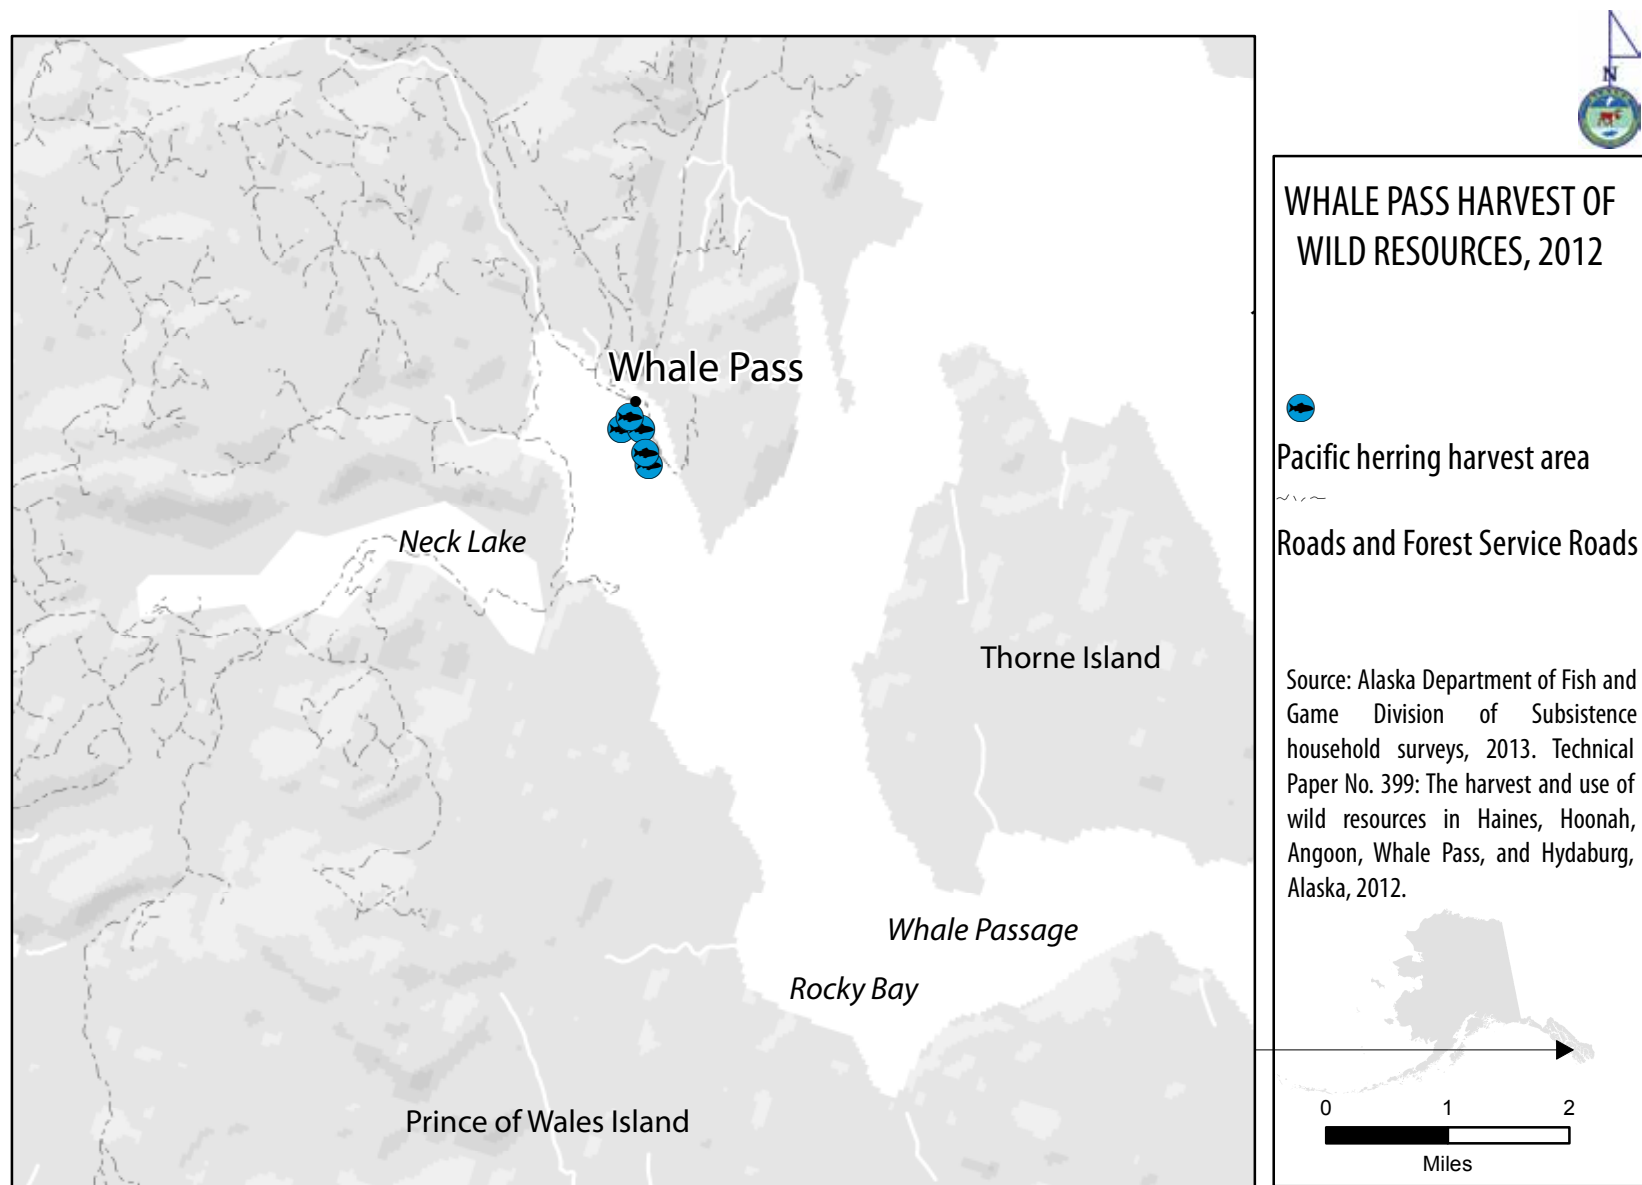 N
WHALE PASS HARVEST OF
WILD RESOURCES, 2012
Pacific herring harvest area
Roads and Forest Service Roads
Source: Alaska Department of Fish and
Game Division of Subsistence
household surveys, 2013. Technical
Paper No. 399: The harvest and use of
wild resources in Haines, Hoonah,
Angoon, Whale Pass, and Hydaburg,
Alaska, 2012.
0 1 2
Miles
Whale Pass
Neck Lake
Thorne Island
Whale Passage
Rocky Bay
Prince of Wales Island